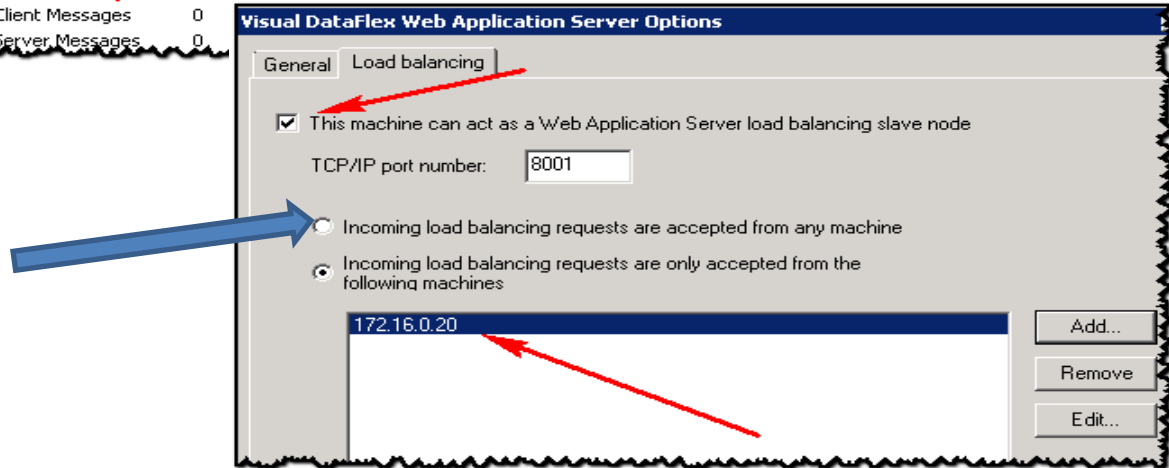 Client Messages 0
Server Messages 0
Visual DataFlex Web Application Server Options
General Load balancing
This machine can act as a Web Application Server load balancing slave node
TCP/IP port number: 8001
Incoming load balancing requests are accepted from any machine
Incoming load balancing requests are only accepted from the
following machines
172.16.0.20
Add...
Remove
Edit...